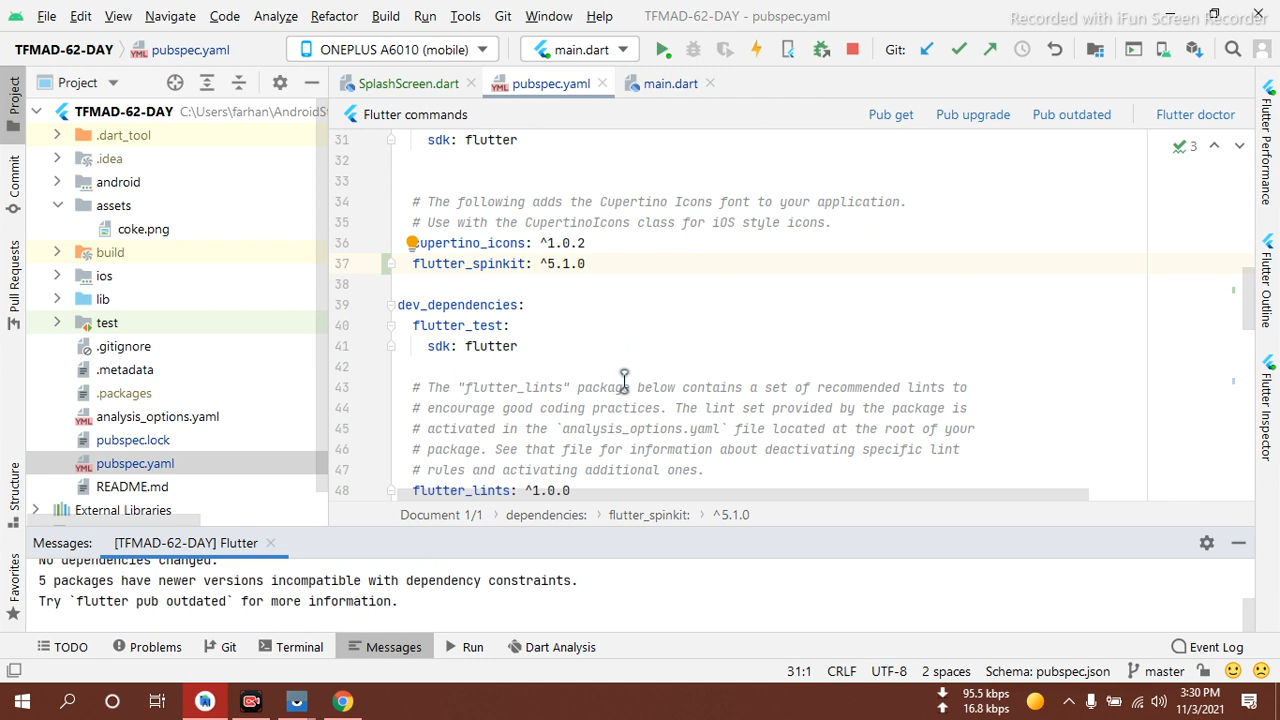 File Edit View Navigate Code Analyze Refactor Build Run Tools Git Window Help TFMAD-62-DAY - pubspec.yaml
Recorded with iFun Screen Recorder
TFMAD-62-DAY pubspec.yaml ONEPLUS A6010 (mobile) main.dart Git:
Project SplashScreen.dart pubspec.yaml main.dart
Flutter commands Pub get Pub upgrade Pub outdated Flutter doctor
TFMAD-62-DAY C:\Users\farhan\AndroidS
.dart_tool
.idea
android
assets
coke.png
build
ios
lib
test
.gitignore
.metadata
.packages
analysis_options.yaml
pubspec.lock
pubspec.yaml
README.md
External Libraries
31 sdk: flutter
32
33
34 # The following adds the Cupertino Icons font to your application.
35 # Use with the CupertinoIcons class for iOS style icons.
36 upertino_icons: ^1.0.2
37 flutter_spinkit: ^5.1.0
38
39 dev_dependencies:
40 flutter_test:
41 sdk: flutter
42
43 # The "flutter_lints" package below contains a set of recommended lints to
44 # encourage good coding practices. The lint set provided by the package is
45 # activated in the `analysis_options.yaml` file located at the root of your
46 # package. See that file for information about deactivating specific lint
47 # rules and activating additional ones.
48 flutter_lints: ^1.0.0
3
Document 1/1 dependencies: flutter_spinkit: ^5.1.0
Project
Commit
Pull Requests
Structure
Favorites
Flutter Performance
Flutter Outline
Flutter Inspector
Messages: [TFMAD-62-DAY] Flutter
No dependencies changed.
5 packages have newer versions incompatible with dependency constraints.
Try `flutter pub outdated` for more information.
TODO Problems Git Terminal Messages Run Dart Analysis Event Log
31:1 CRLF UTF-8 2 spaces Schema: pubspec.json master
95.5 kbps
16.8 kbps
3:30 PM
11/3/2021